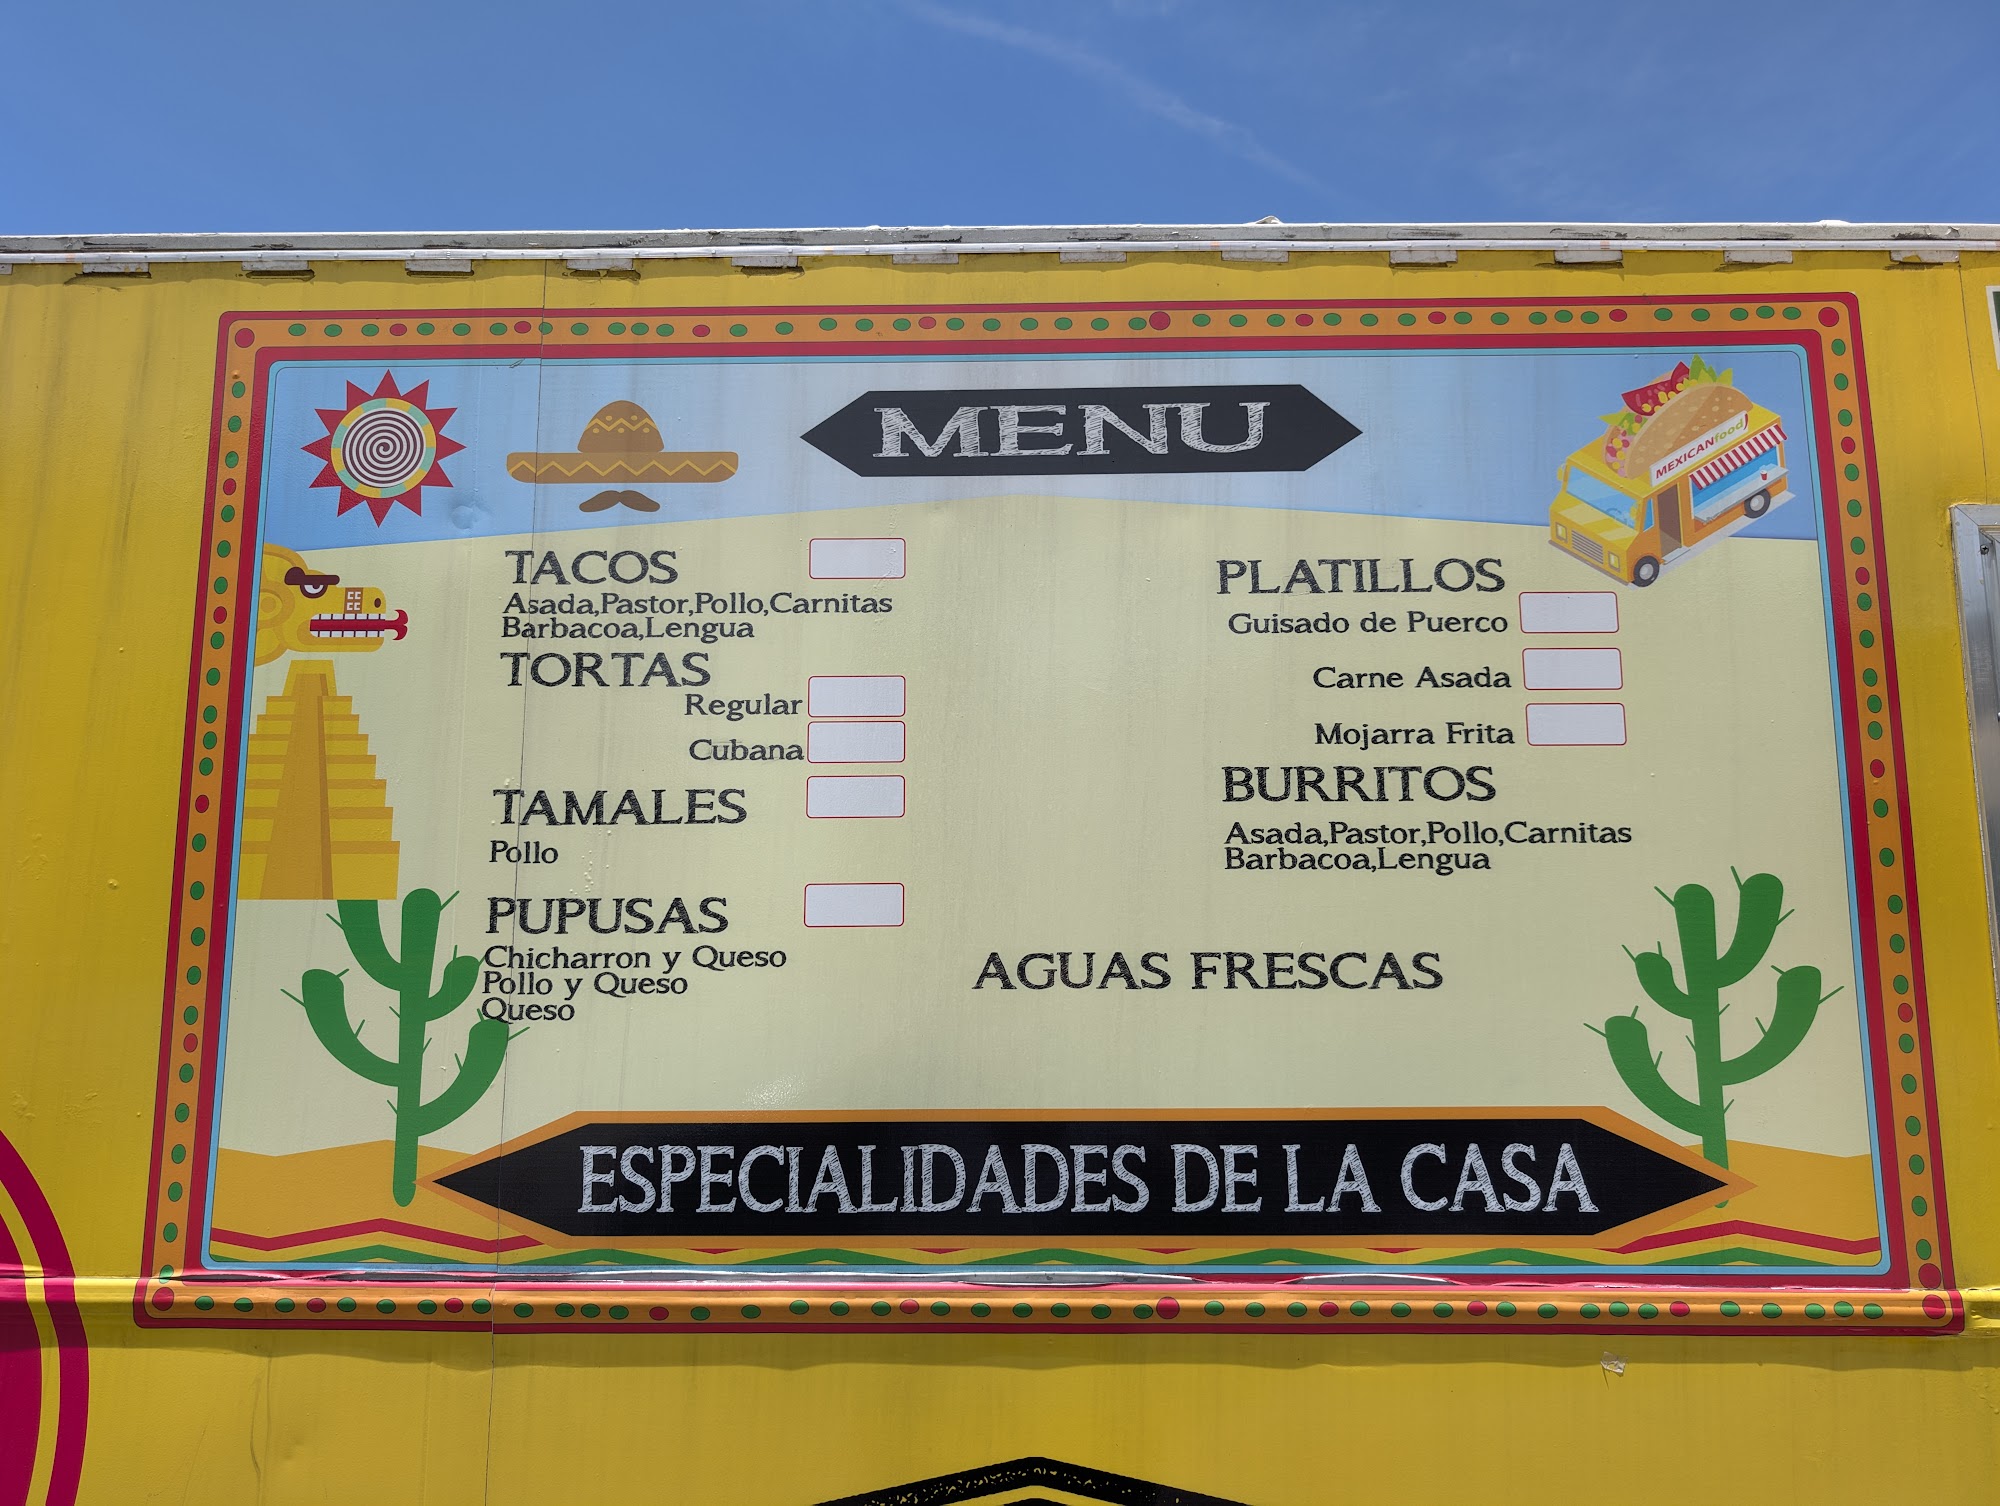 MENU
MEXICANfood
TACOS
Asada,Pastor,Pollo,Carnitas
Barbacoa,Lengua
TORTAS
Regular
Cubana
TAMALES
Pollo
PUPUSAS
Chicharron y Queso
Pollo y Queso
Queso
PLATILLOS
Guisado de Puerco
Carne Asada
Mojarra Frita
BURRITOS
Asada,Pastor,Pollo,Carnitas
Barbacoa,Lengua
AGUAS FRESCAS
ESPECIALIDADES DE LA CASA